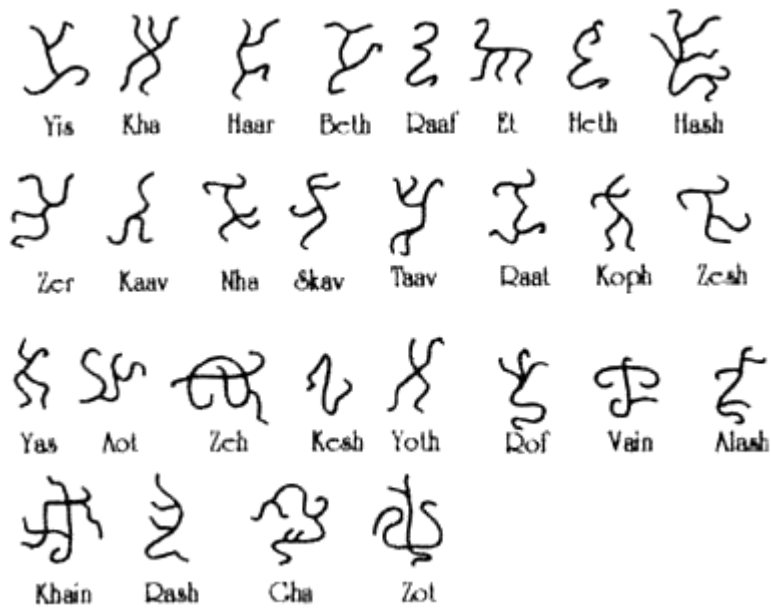 Yis Kha Haar Beth Raaf Et Heth Hash
Zer Kaav Nha Skav Taav Raat Koph Zesh
Yas Aot Zeh Kesh Yoth Rof Vain Alash
Khain Rash Gha Zot